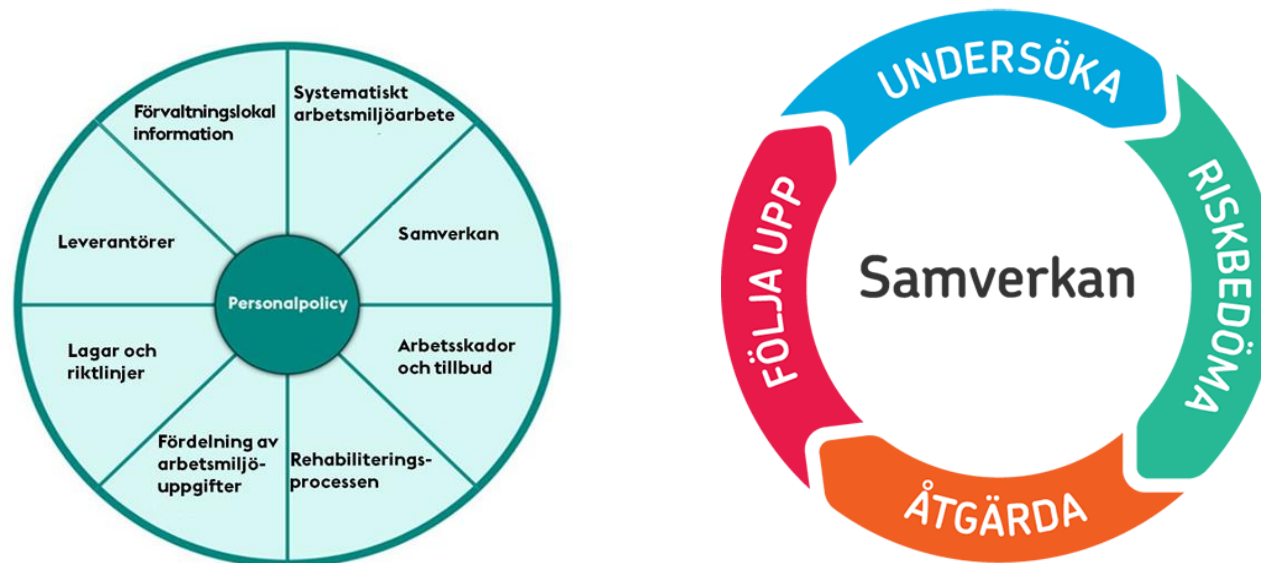 Förvaltningslokal
information
Systematiskt
arbetsmiljöarbete
Leverantörer
Samverkan
Personalpolicy
Lagar och
riktlinjer
Arbetsskador
och tillbud
Fördelning av
arbetsmiljö-
uppgifter
Rehabiliterings-
processen
UNDERSÖKA
RISKBEDÖMA
ÅTGÄRDA
FÖLJA UPP
Samverkan